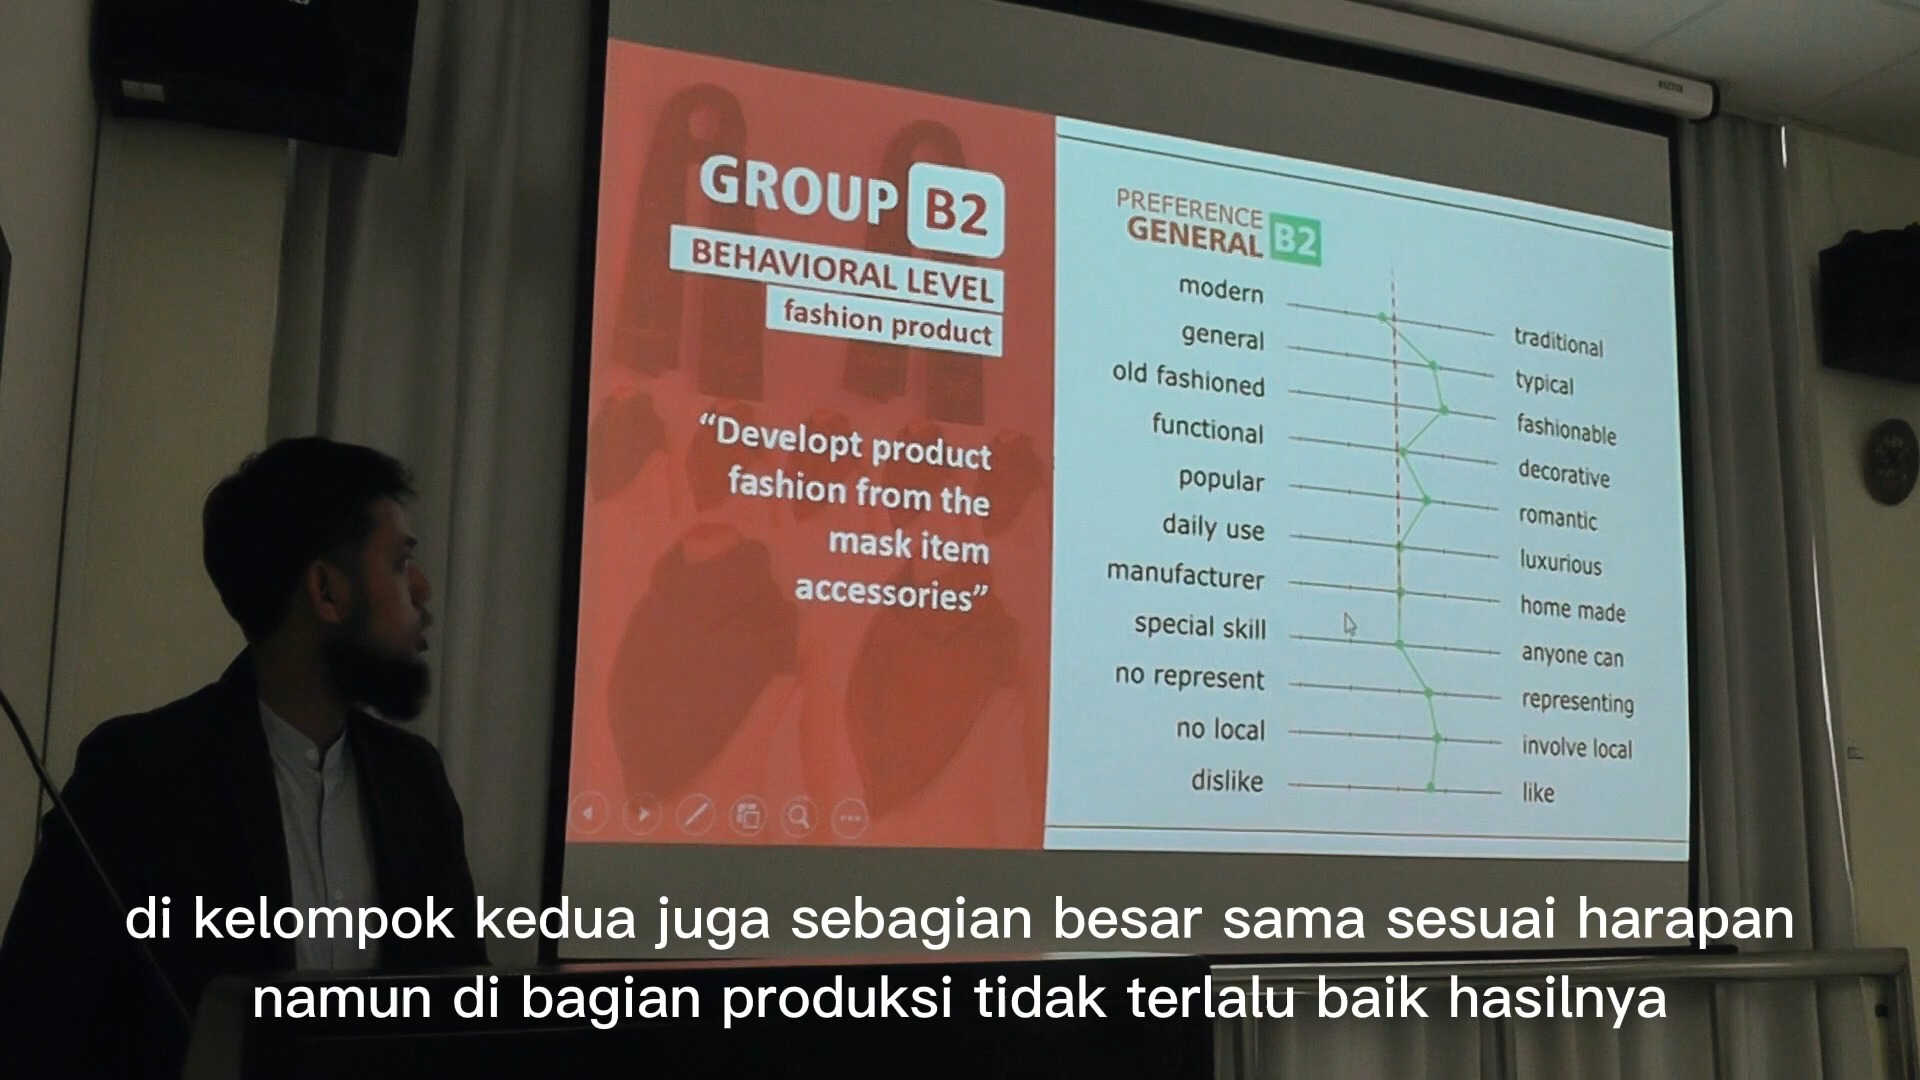 GROUP B2
BEHAVIORAL LEVEL
fashion product
“Developt product
fashion from the
mask item
accessories”
PREFERENCE
GENERAL B2
modern traditional
general typical
old fashioned fashionable
functional decorative
popular romantic
daily use luxurious
manufacturer home made
special skill anyone can
no represent representing
no local involve local
dislike like
di kelompok kedua juga sebagian besar sama sesuai harapan
namun di bagian produksi tidak terlalu baik hasilnya